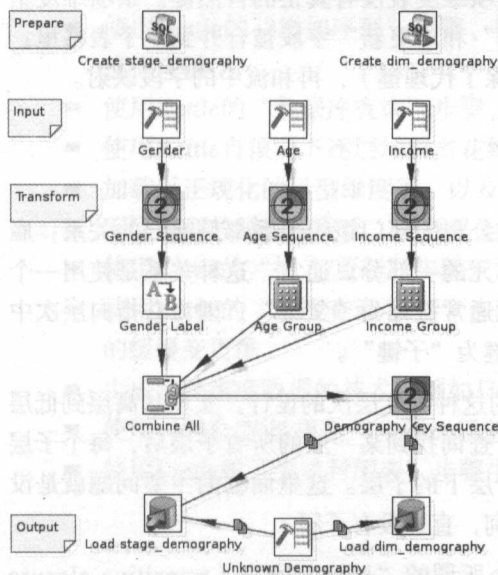 Prepare
Create stage_demography
Create dim_demography
Input
Gender
Age
Income
Transform
Gender Sequence
Age Sequence
Income Sequence
Gender Label
Age Group
Income Group
Combine All
Demography Key Sequence
Output
Load stage_demography
Load dim_demography
Unknown Demography